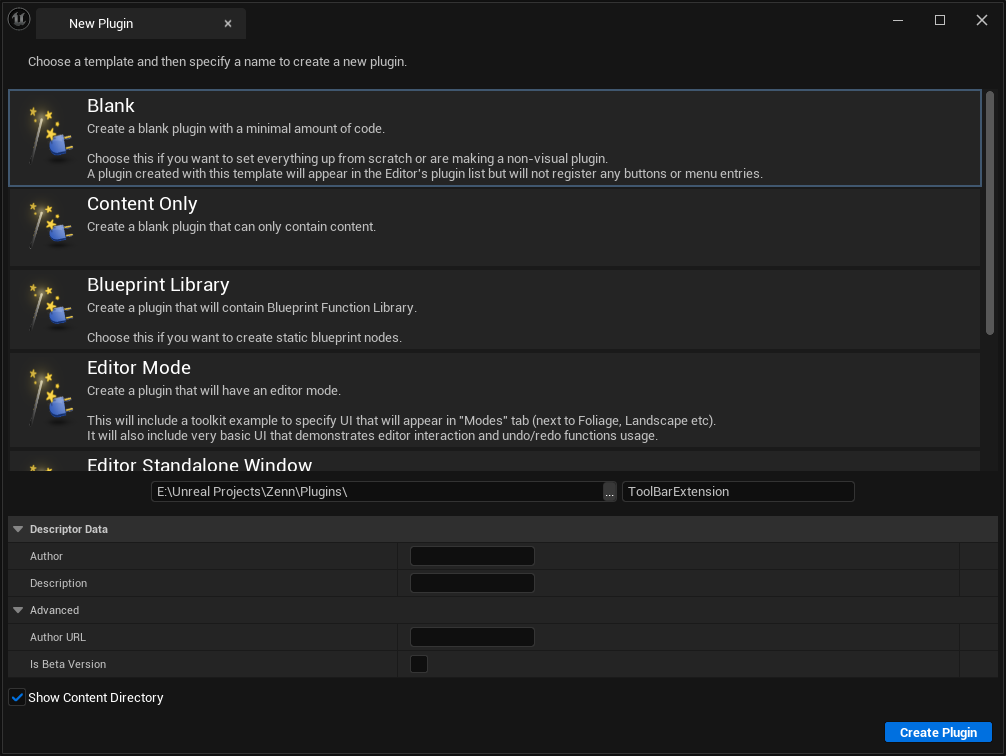 New Plugin
Choose a template and then specify a name to create a new plugin.
Blank
Create a blank plugin with a minimal amount of code.
Choose this if you want to set everything up from scratch or are making a non-visual plugin.
A plugin created with this template will appear in the Editor's plugin list but will not register any buttons or menu entries.
Content Only
Create a blank plugin that can only contain content.
Blueprint Library
Create a plugin that will contain Blueprint Function Library.
Choose this if you want to create static blueprint nodes.
Editor Mode
Create a plugin that will have an editor mode.
This will include a toolkit example to specify UI that will appear in "Modes" tab (next to Foliage, Landscape etc).
It will also include very basic UI that demonstrates editor interaction and undo/redo functions usage.
Editor Standalone Window
E:\Unreal Projects\Zenn\Plugins\ ... ToolBarExtension
Descriptor Data
Author
Description
Advanced
Author URL
Is Beta Version
Show Content Directory
Create Plugin